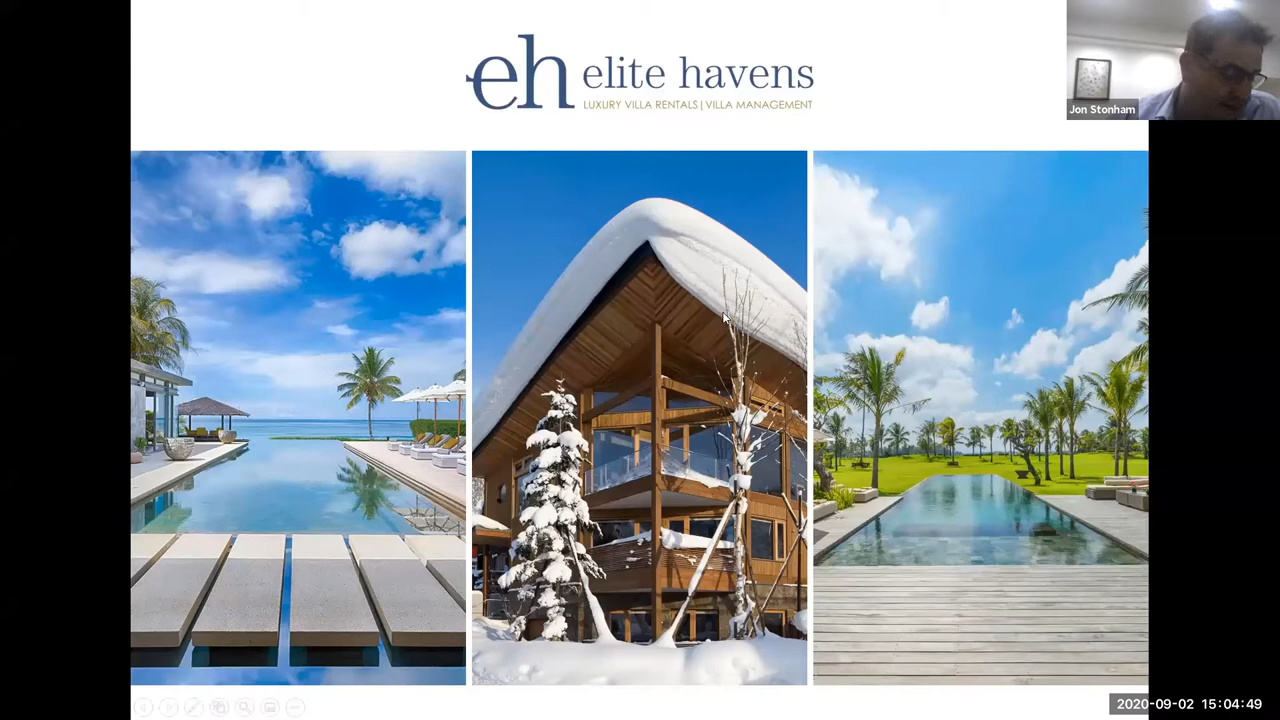 eh elite havens
LUXURY VILLA RENTALS | VILLA MANAGEMENT
Jon Stonham
2020-09-02 15:04:49